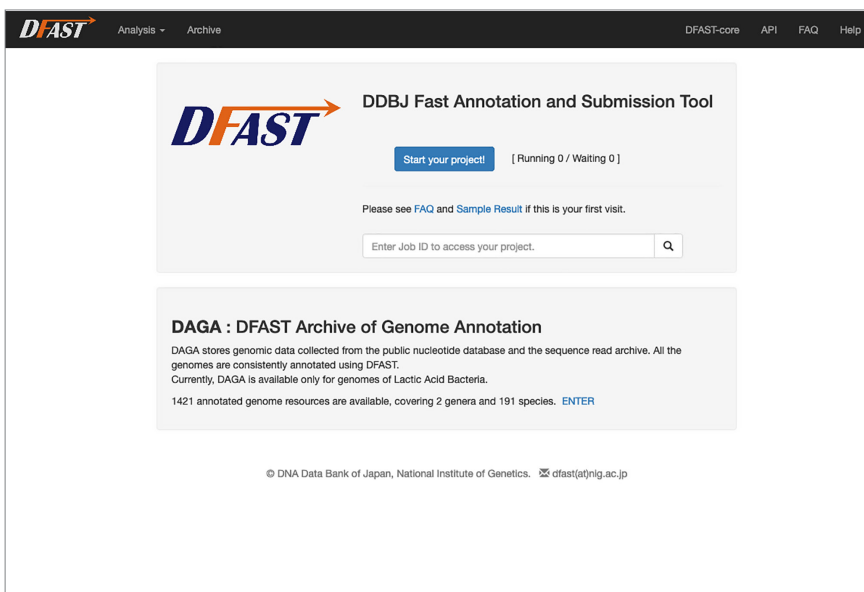 DFAST Analysis Archive DFAST-core API FAQ Help
DFAST
DDBJ Fast Annotation and Submission Tool
Start your project! [ Running 0 / Waiting 0 ]
Please see FAQ and Sample Result if this is your first visit.
Enter Job ID to access your project.
DAGA : DFAST Archive of Genome Annotation
DAGA stores genomic data collected from the public nucleotide database and the sequence read archive. All the
genomes are consistently annotated using DFAST.
Currently, DAGA is available only for genomes of Lactic Acid Bacteria.
1421 annotated genome resources are available, covering 2 genera and 191 species. ENTER
© DNA Data Bank of Japan, National Institute of Genetics. dfast(at)nig.ac.jp